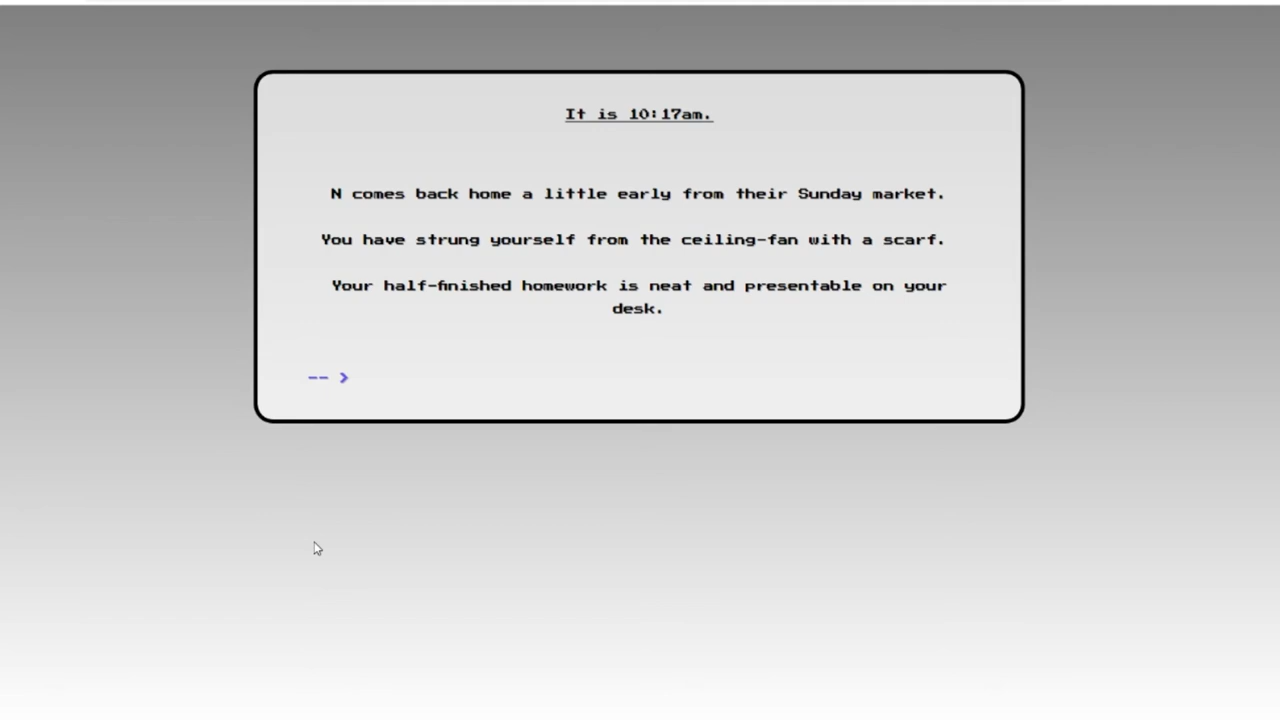 It is 10:17am.
N comes back home a little early from their Sunday market.
You have strung yourself from the ceiling-fan with a scarf.
Your half-finished homework is neat and presentable on your
desk.
-- >